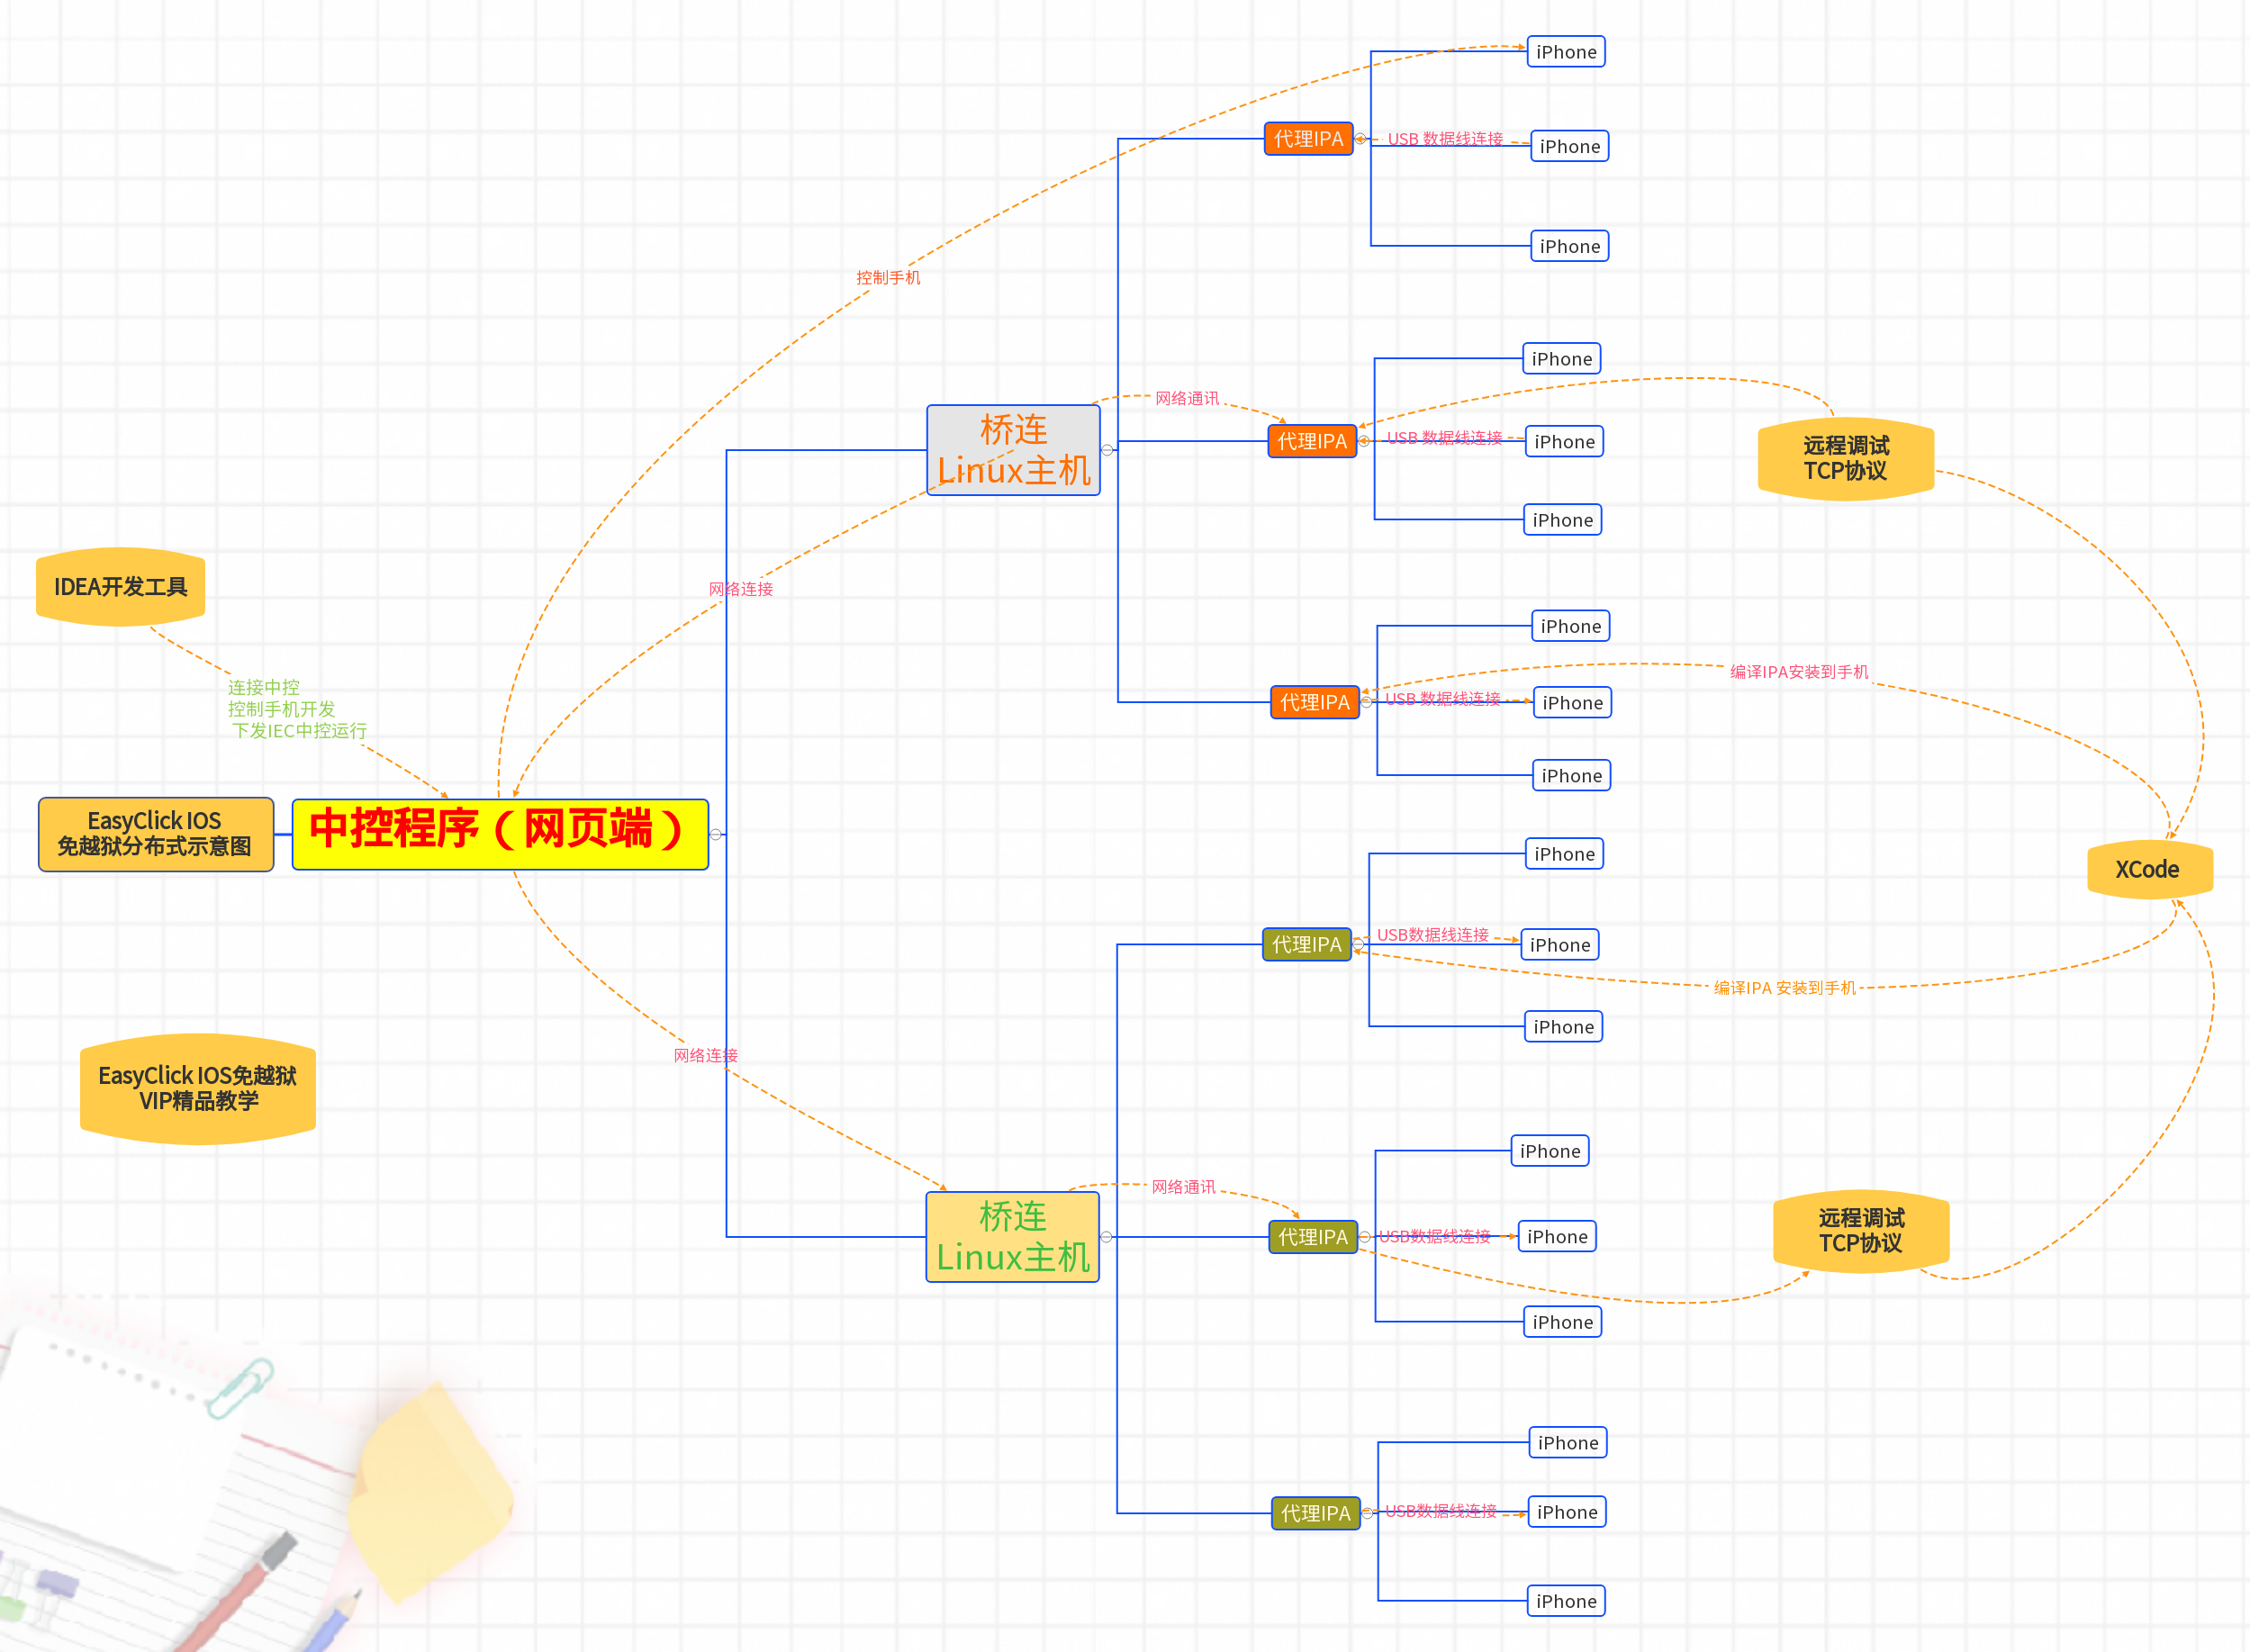 IDEA开发工具
连接中控
控制手机开发
下发IEC中控运行
EasyClick IOS
免越狱分布式示意图
中控程序（网页端）
EasyClick IOS免越狱
VIP精品教学
控制手机
网络连接
网络连接
桥连
Linux主机
网络通讯
代理IPA
USB 数据线连接
iPhone
iPhone
iPhone
代理IPA
USB 数据线连接
iPhone
iPhone
iPhone
代理IPA
USB 数据线连接
iPhone
iPhone
iPhone
桥连
Linux主机
网络通讯
代理IPA
USB数据线连接
iPhone
iPhone
代理IPA
USB数据线连接
iPhone
iPhone
iPhone
代理IPA
USB数据线连接
iPhone
iPhone
iPhone
远程调试
TCP协议
编译IPA安装到手机
XCode
编译IPA 安装到手机
远程调试
TCP协议